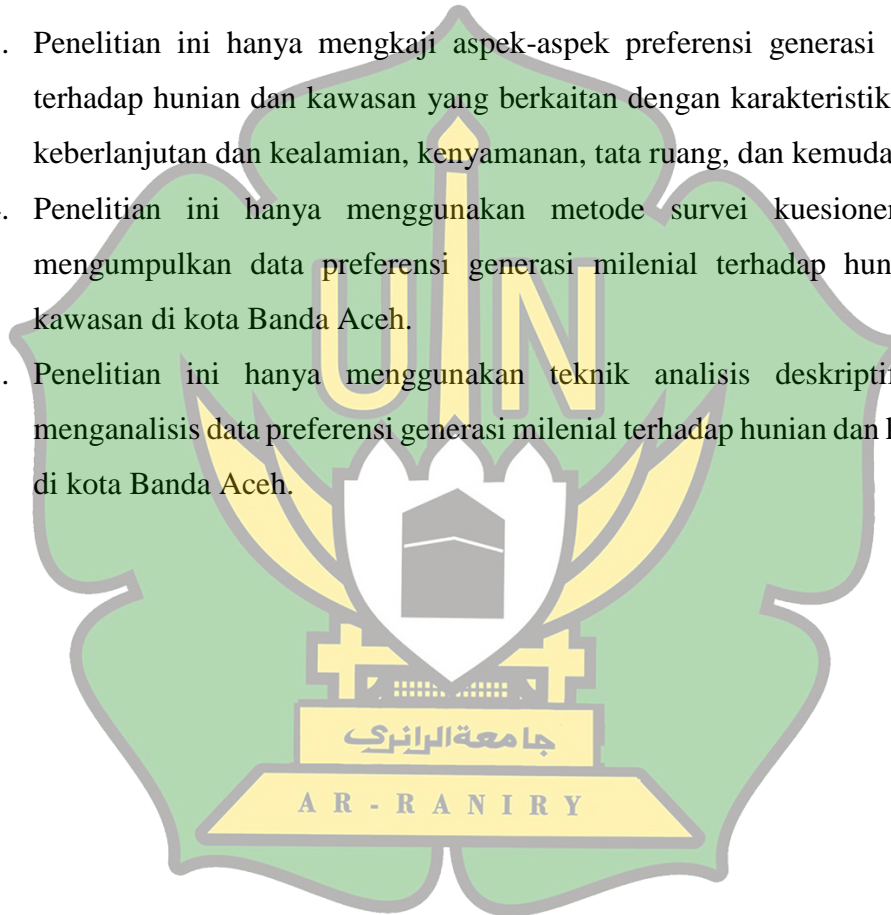 . Penelitian ini hanya mengkaji aspek-aspek preferensi generasi
terhadap hunian dan kawasan yang berkaitan dengan karakteristik
keberlanjutan dan kealamian, kenyamanan, tata ruang, dan kemuda
. Penelitian ini hanya menggunakan metode survei kuesioner
mengumpulkan data preferensi generasi milenial terhadap hun
kawasan di kota Banda Aceh.
. Penelitian ini hanya menggunakan teknik analisis deskriptif
menganalisis data preferensi generasi milenial terhadap hunian dan
di kota Banda Aceh.
UIN
جامعة الرانري
AR-RANIRY